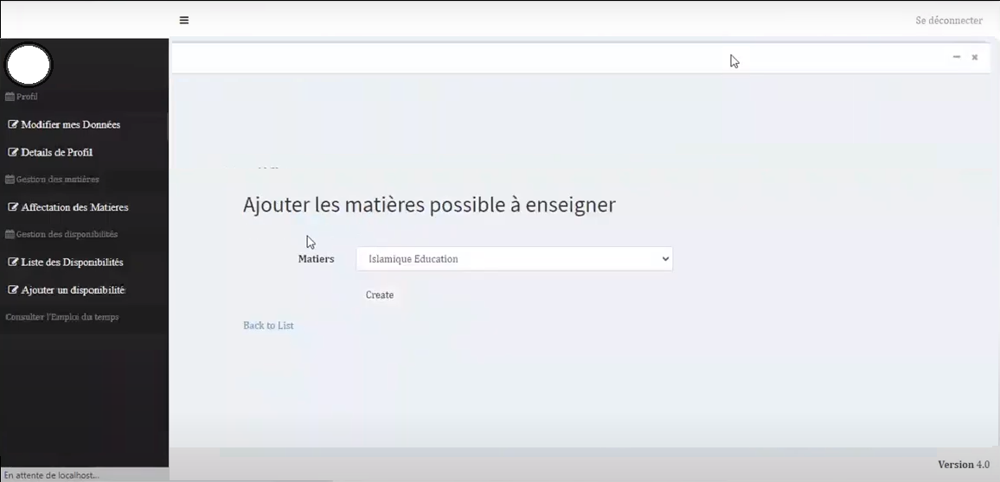 Se déconnecter
Profil
Modifier mes Données
Details de Profil
Gestion des matières
Affectation des Matieres
Gestion des disponibilités
Liste des Disponibilités
Ajouter un disponibilité
Consulter l'Emploi du temps
Ajouter les matières possible à enseigner
Matiers
Islamique Education
Create
Back to List
Version 4.0
En attente de localhost...